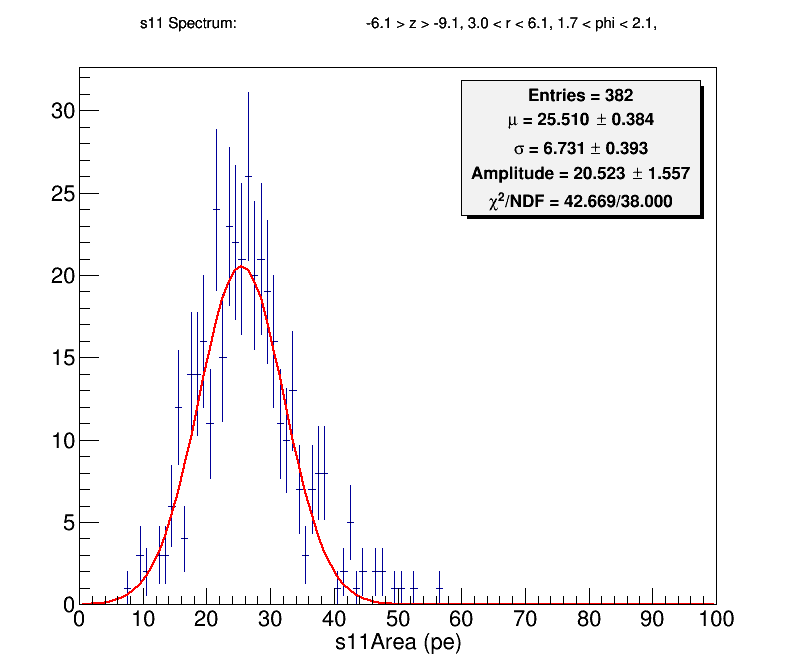 s11 Spectrum: -6.1 > z > -9.1, 3.0 < r < 6.1, 1.7 < phi < 2.1,
Entries = 382
μ = 25.510 ± 0.384
σ = 6.731 ± 0.393
Amplitude = 20.523 ± 1.557
χ²/NDF = 42.669/38.000
30
25
20
15
10
5
0
0 10 20 30 40 50 60 70 80 90 100
s11Area (pe)